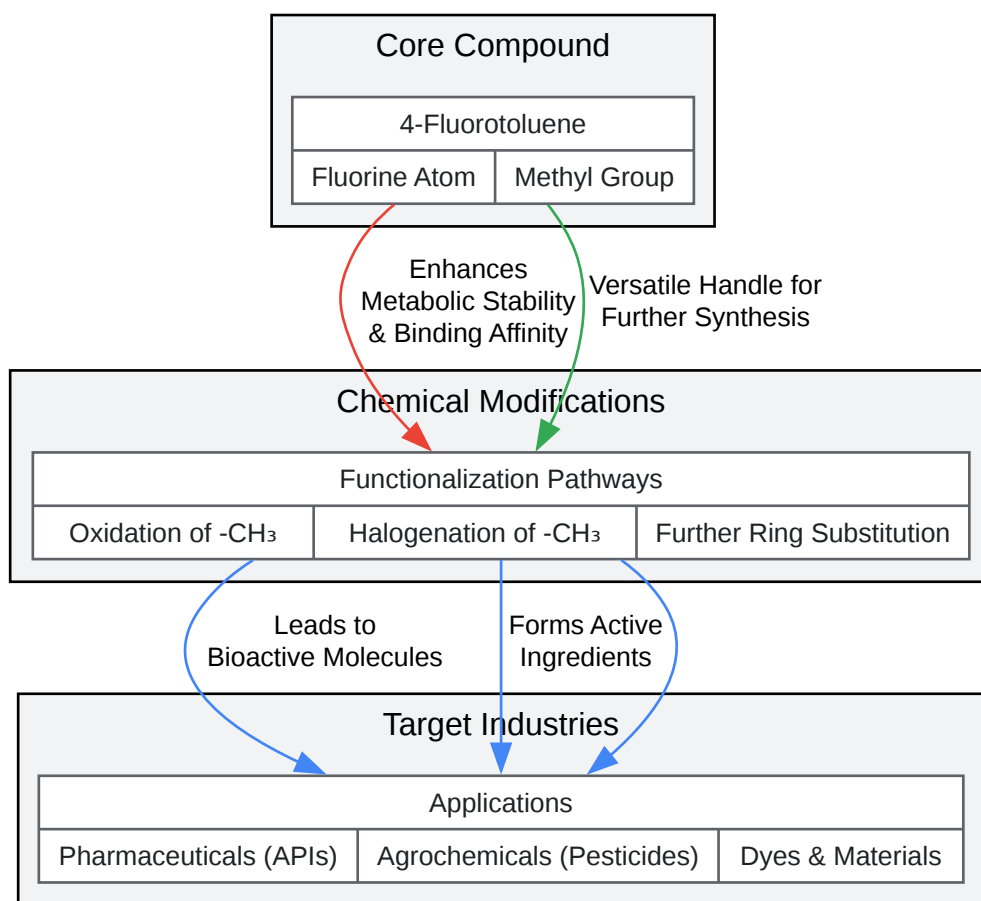 Core Compound
4-Fluorotoluene
Fluorine Atom
Methyl Group
Enhances
Metabolic Stability
& Binding Affinity
Versatile Handle for
Further Synthesis
Chemical Modifications
Functionalization Pathways
Oxidation of -CH₃
Halogenation of -CH₃
Further Ring Substitution
Leads to
Bioactive Molecules
Forms Active
Ingredients
Target Industries
Applications
Pharmaceuticals (APIs)
Agrochemicals (Pesticides)
Dyes & Materials